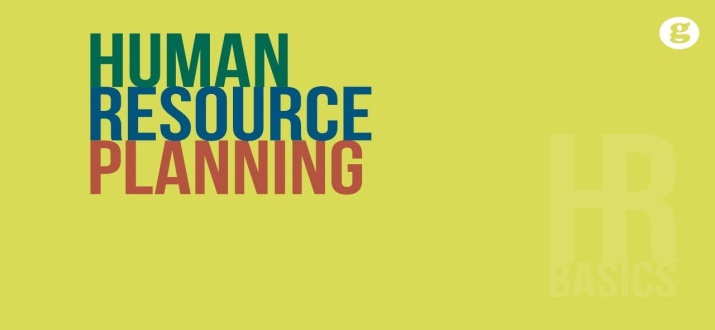 HUMAN
RESOURCE
PLANNING
g
HR
BASICS